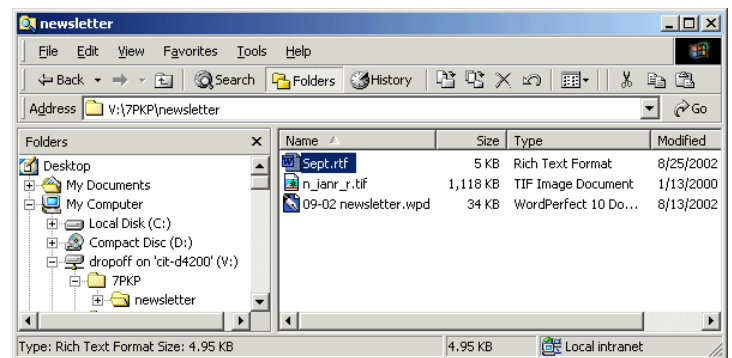 newsletter
File Edit View Favorites Tools Help
Back Search Folders History
Address V:\7PKP\newsletter Go
Folders x Name Size Type Modified
Desktop Sept.rtf 5 KB Rich Text Format 8/25/2002
My Documents n_ianr_r.tif 1,118 KB TIF Image Document 1/13/2000
My Computer 09-02 newsletter.wpd 34 KB WordPerfect 10 Do... 8/13/2002
Local Disk (C:)
Compact Disc (D:)
dropoff on 'cit-d4200' (V:)
7PKP
newsletter
Type: Rich Text Format Size: 4.95 KB 4.95 KB Local intranet